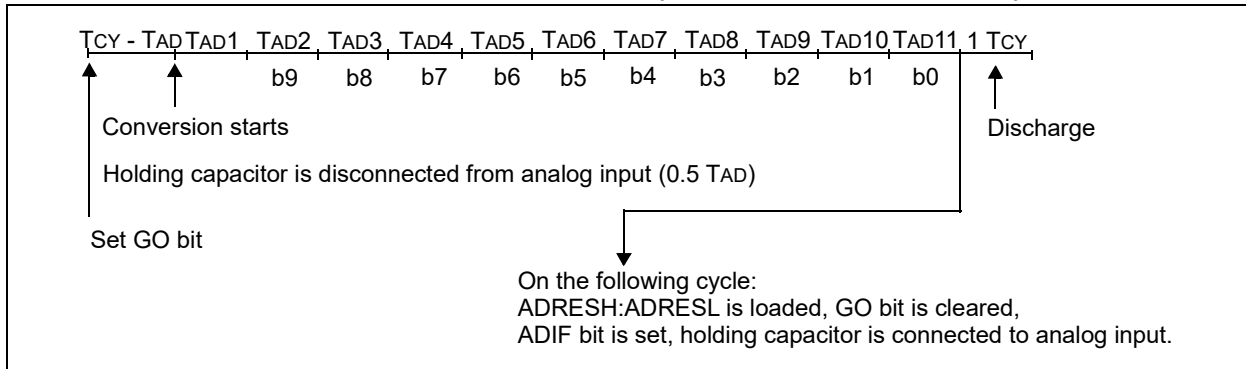 TCY - TAD TAD1 TAD2 TAD3 TAD4 TAD5 TAD6 TAD7 TAD8 TAD9 TAD10 TAD11 1 TCY
b9 b8 b7 b6 b5 b4 b3 b2 b1 b0
Conversion starts
Discharge
Holding capacitor is disconnected from analog input (0.5 TAD)
Set GO bit
On the following cycle:
ADRESH:ADRESL is loaded, GO bit is cleared,
ADIF bit is set, holding capacitor is connected to analog input.